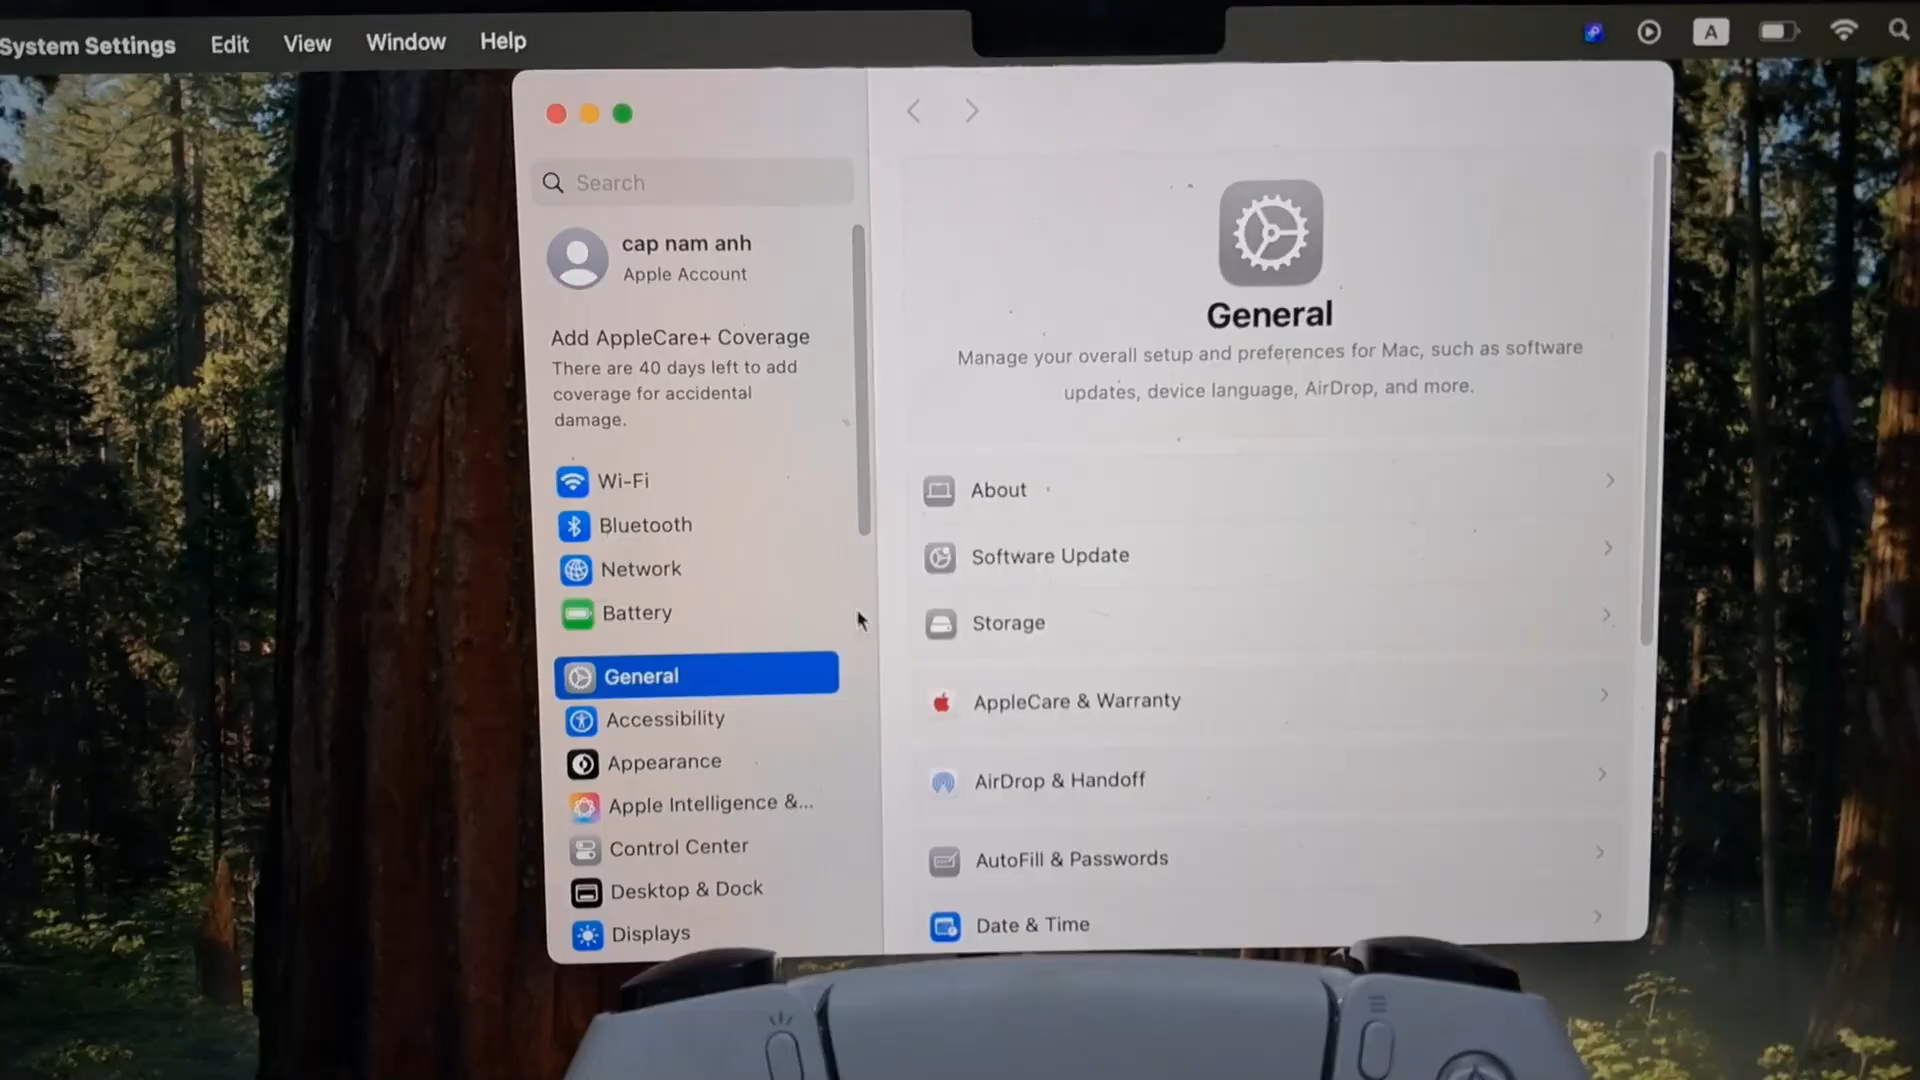 System Settings Edit View Window Help
A
Search
cap nam anh
Apple Account
Add AppleCare+ Coverage
There are 40 days left to add
coverage for accidental
damage.
Wi-Fi
Bluetooth
Network
Battery
General
Accessibility
Appearance
Apple Intelligence &...
Control Center
Desktop & Dock
Displays
General
Manage your overall setup and preferences for Mac, such as software
updates, device language, AirDrop, and more.
About
Software Update
Storage
AppleCare & Warranty
AirDrop & Handoff
AutoFill & Passwords
Date & Time